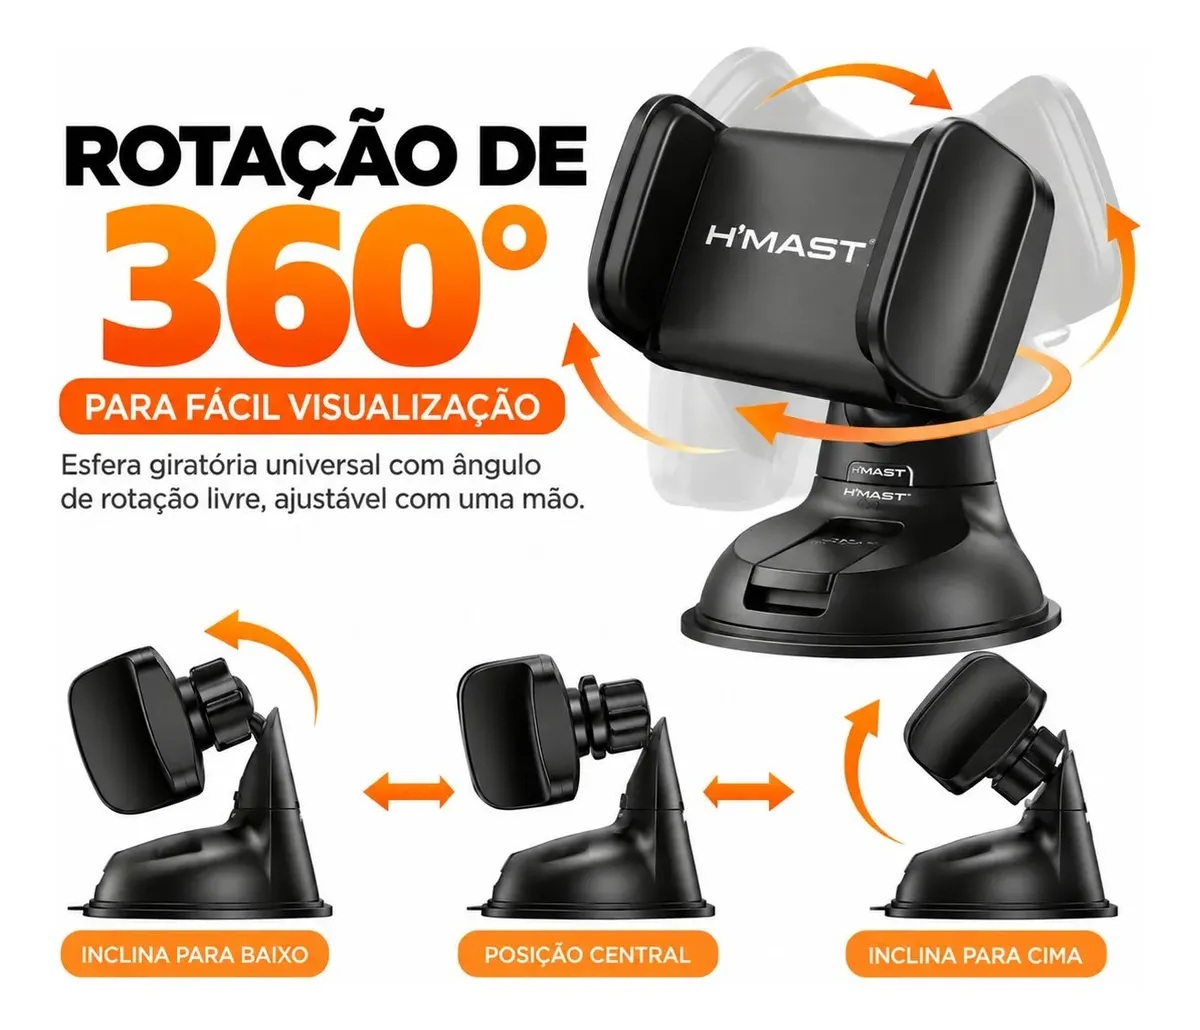 ROTAÇÃO DE
360°
PARA FÁCIL VISUALIZAÇÃO
Esfera giratória universal com ângulo
de rotação livre, ajustável com uma mão.
H'MAST
H'MAST
H'MAST®
INCLINA PARA BAIXO
POSIÇÃO CENTRAL
INCLINA PARA CIMA